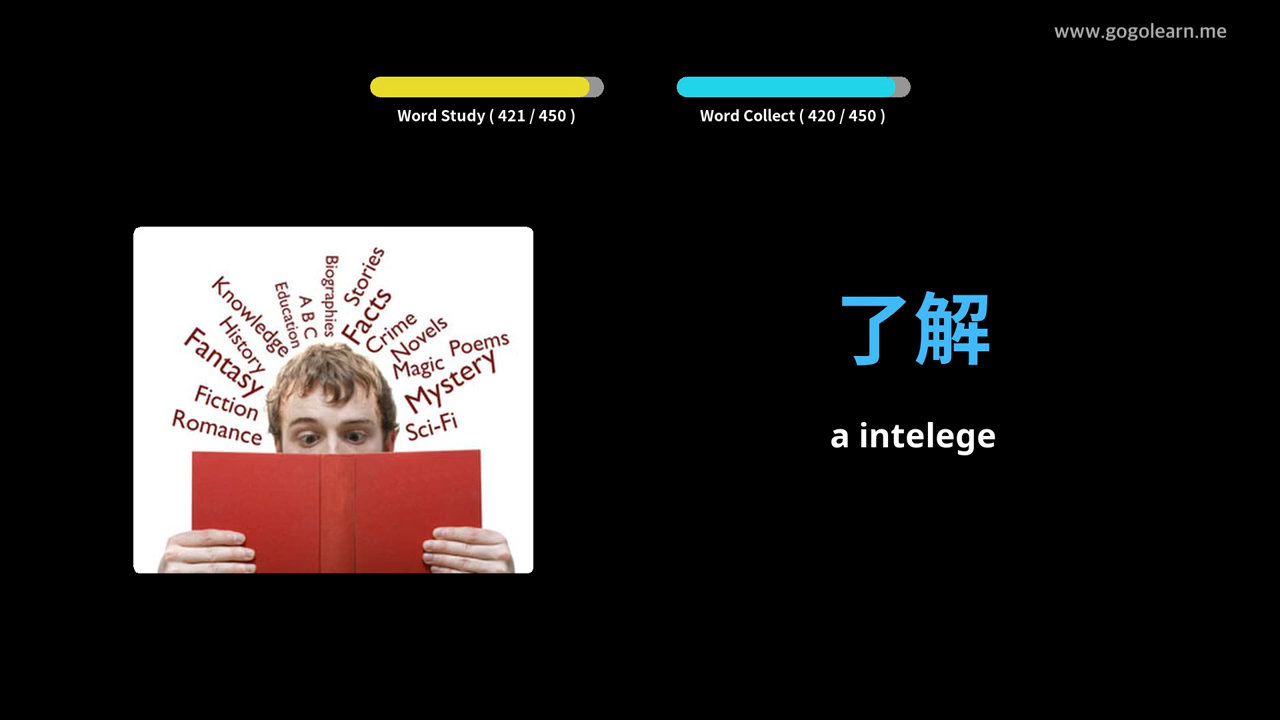 www.gogolearn.me
Word Study ( 421 / 450 )
Word Collect ( 420 / 450 )
Romance
Fiction
Fantasy
History
Knowledge
Education
A B C
Biographies
Stories
Facts
Crime
Novels
Magic
Poems
Mystery
Sci-Fi
了解
a intelege